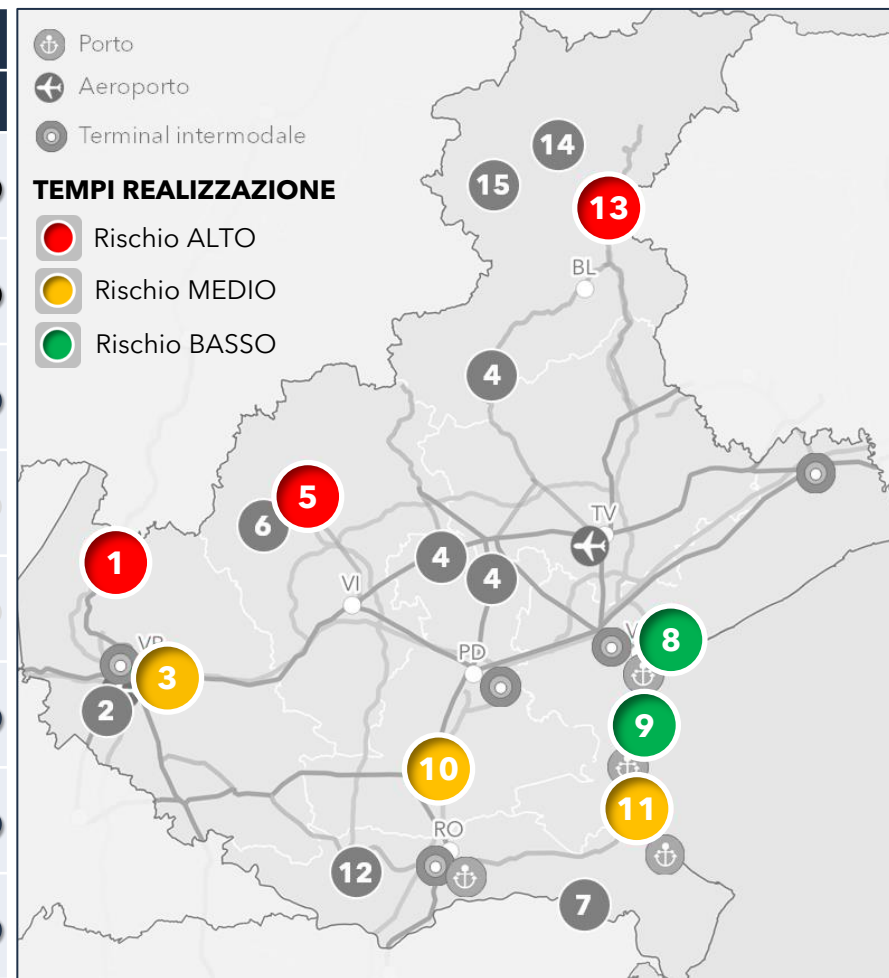 Porto
Aeroporto
Terminal intermodale
TEMPI REALIZZAZIONE
Rischio ALTO
Rischio MEDIO
Rischio BASSO
14
15
13
BL
4
5
6
TV
1
4
4
VI
8
VR
PD
3
2
9
10
11
RO
12
7